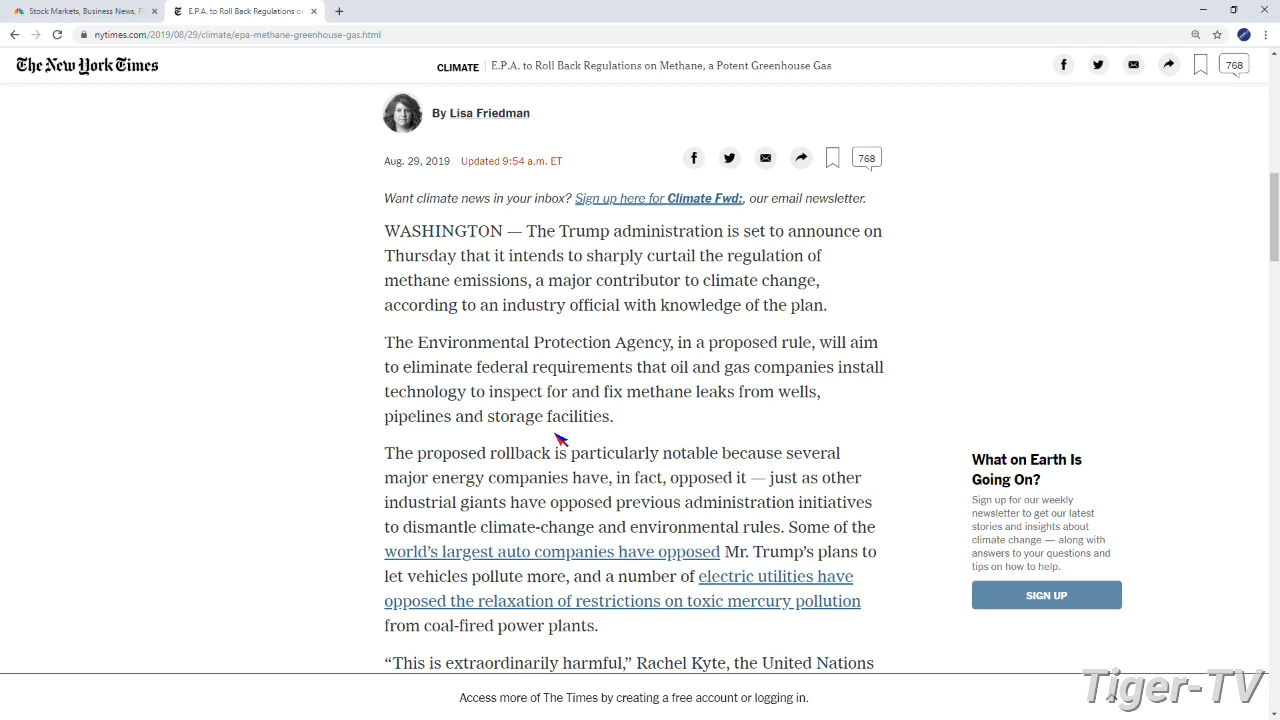 Stock Markets, Business News, Fi
E.P.A. to Roll Back Regulations on
nytimes.com/2019/08/29/climate/epa-methane-greenhouse-gas.html
The New York Times
CLIMATE
E.P.A. to Roll Back Regulations on Methane, a Potent Greenhouse Gas
768
By Lisa Friedman
Aug. 29, 2019 Updated 9:54 a.m. ET
768
Want climate news in your inbox? Sign up here for Climate Fwd:, our email newsletter.
WASHINGTON — The Trump administration is set to announce on
Thursday that it intends to sharply curtail the regulation of
methane emissions, a major contributor to climate change,
according to an industry official with knowledge of the plan.
The Environmental Protection Agency, in a proposed rule, will aim
to eliminate federal requirements that oil and gas companies install
technology to inspect for and fix methane leaks from wells,
pipelines and storage facilities.
The proposed rollback is particularly notable because several
major energy companies have, in fact, opposed it — just as other
industrial giants have opposed previous administration initiatives
to dismantle climate-change and environmental rules. Some of the
world's largest auto companies have opposed Mr. Trump's plans to
let vehicles pollute more, and a number of electric utilities have
opposed the relaxation of restrictions on toxic mercury pollution
from coal-fired power plants.
“This is extraordinarily harmful,” Rachel Kyte, the United Nations
What on Earth Is
Going On?
Sign up for our weekly
newsletter to get our latest
stories and insights about
climate change — along with
answers to your questions and
tips on how to help.
SIGN UP
Access more of The Times by creating a free account or logging in.
Tiger-TV